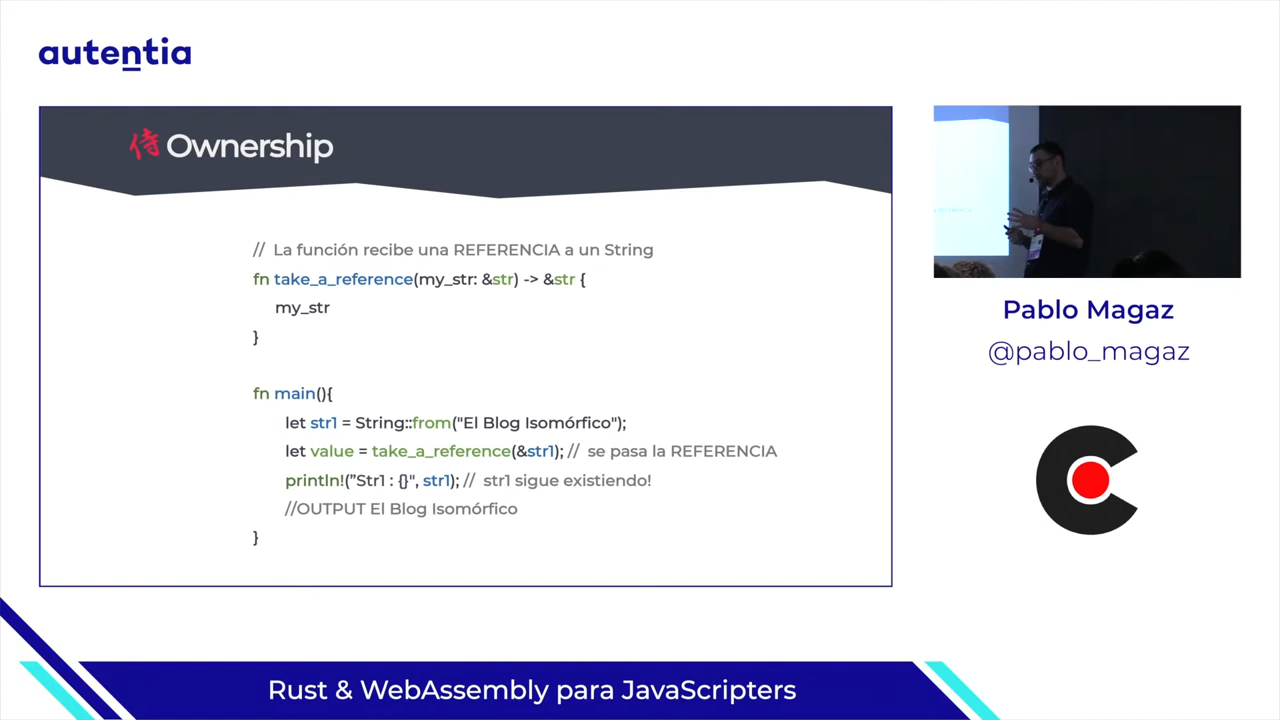 autentia
侍 Ownership
// La función recibe una REFERENCIA a un String
fn take_a_reference(my_str: &str) -> &str {
my_str
}
fn main(){
let str1 = String::from("El Blog Isomórfico");
let value = take_a_reference(&str1); // se pasa la REFERENCIA
println!("Str1 : {}", str1); // str1 sigue existiendo!
//OUTPUT El Blog Isomórfico
}
Pablo Magaz
@pablo_magaz
Rust & WebAssembly para JavaScripters